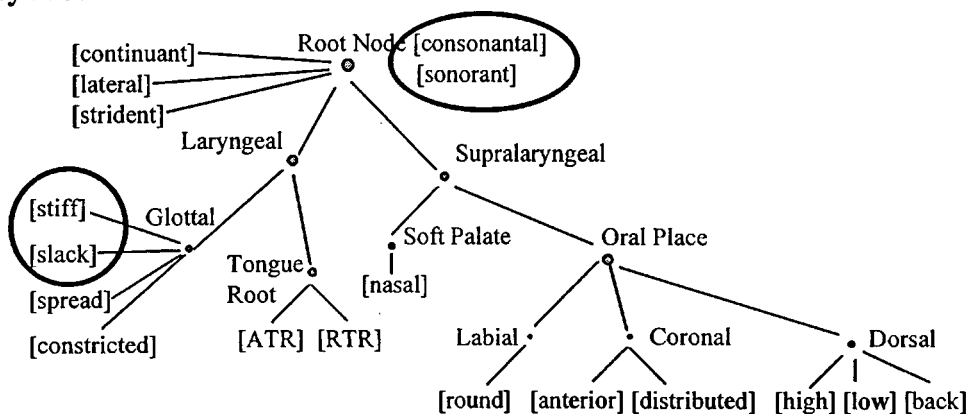 Root Node [consonantal]
[continuant]
[sonorant]
[lateral]
[strident]
Laryngeal
Supralaryngeal
[stiff]
Glottal
[slack]
Soft Palate
Oral Place
Tongue
Root
[nasal]
[spread]
[constricted]
[ATR] [RTR]
Labial
Coronal
Dorsal
[round]
[anterior] [distributed]
[high] [low] [back]